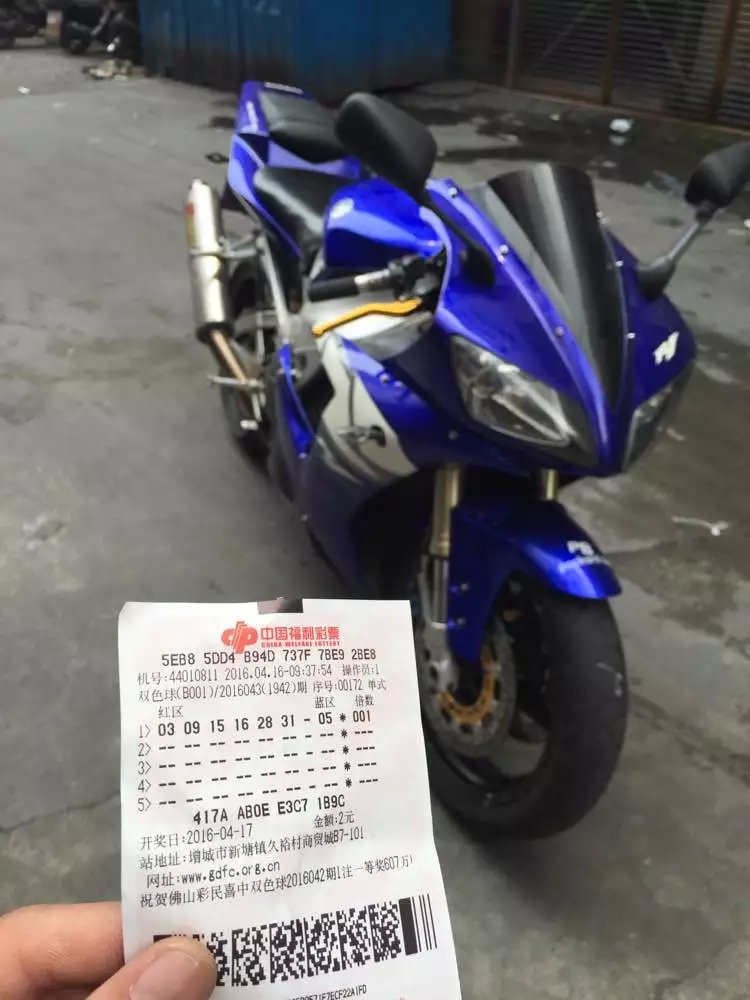 中国福利彩票
CHINA WELFARE LOTTERY
5EB8 5DD4 B94D 737F 7BE9 2BE8
机号:44010811 2016.04.16-09:37:54 操作员:1
双色球(B001)/2016043(1942)期 序号:00172 单式
红区 蓝区 倍数
1> 03 09 15 16 28 31 - 05 * 001
2> -- -- -- -- -- -- - -- * ---
3> -- -- -- -- -- -- - -- * ---
4> -- -- -- -- -- -- - -- * ---
5> -- -- -- -- -- -- - -- * ---
417A AB0E E3C7 1B9C
开奖日:2016-04-17 金额:2元
站地址:增城市新塘镇久裕村商贸城B7-101
网址:www.gdfc.org.cn
祝贺佛山彩民喜中双色球2016042期1注一等奖607万!